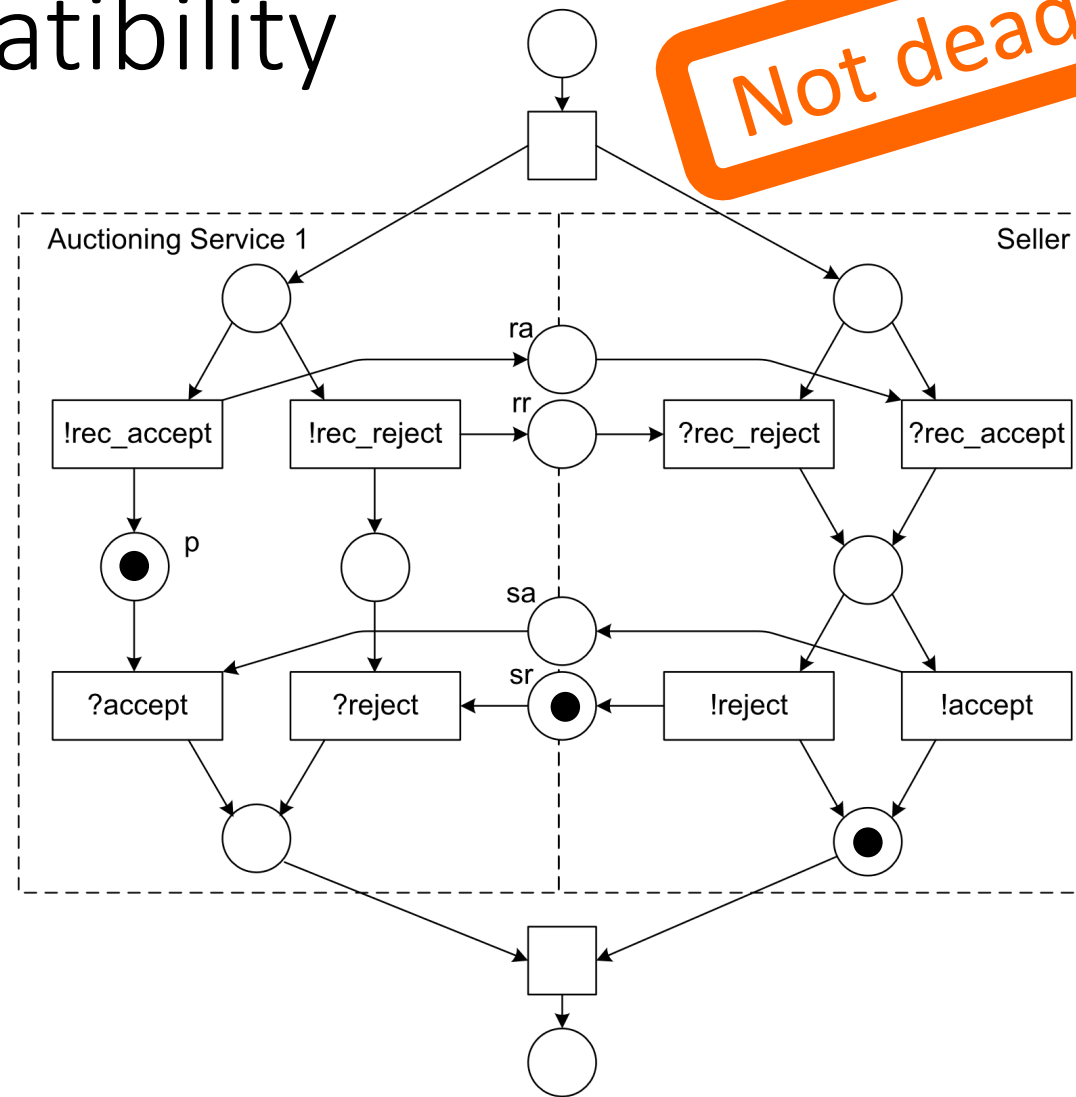 atibility
Not dead
Auctioning Service 1
Seller
ra
rr
!rec_accept
!rec_reject
?rec_reject
?rec_accept
p
sa
sr
?accept
?reject
!reject
!accept